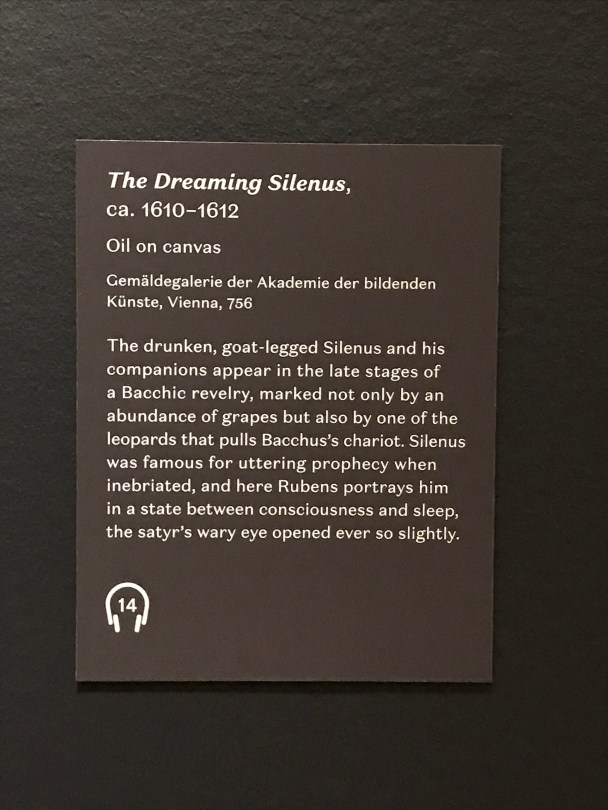 The Dreaming Silenus,
ca. 1610–1612
Oil on canvas
Gemäldegalerie der Akademie der bildenden
Künste, Vienna, 756
The drunken, goat-legged Silenus and his
companions appear in the late stages of
a Bacchic revelry, marked not only by an
abundance of grapes but also by one of the
leopards that pulls Bacchus's chariot. Silenus
was famous for uttering prophecy when
inebriated, and here Rubens portrays him
in a state between consciousness and sleep,
the satyr's wary eye opened ever so slightly.
14